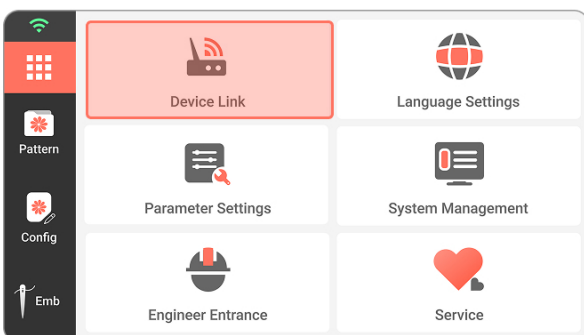 Device Link
Language Settings
Pattern
Parameter Settings
System Management
Config
Emb
Engineer Entrance
Service